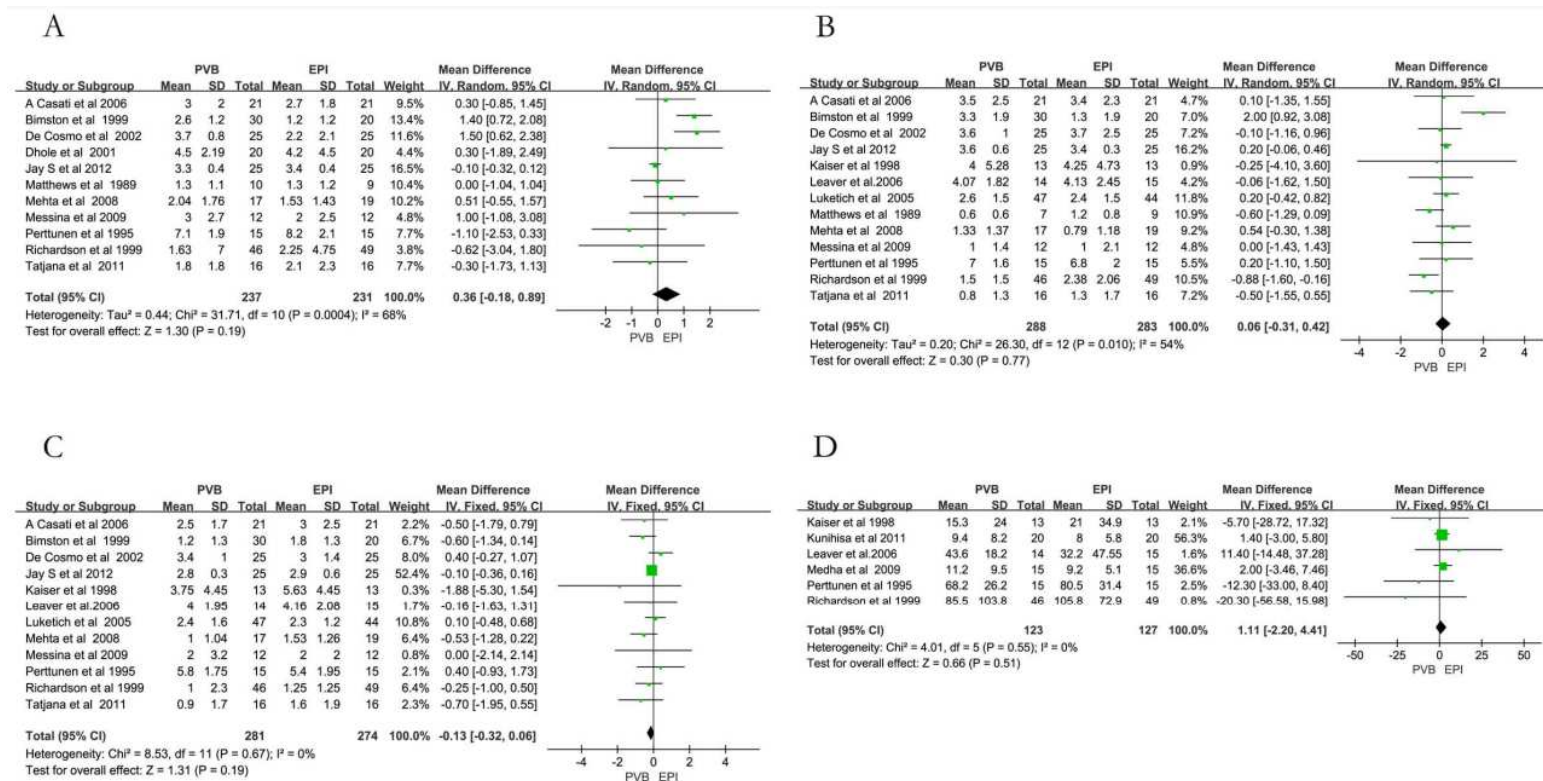 A
PVB EPI Mean Difference Mean Difference
Study or Subgroup Mean SD Total Mean SD Total Weight IV, Random, 95% CI IV, Random, 95% CI
A Casati et al 2006 3 2 21 2.7 1.8 21 9.5% 0.30 [-0.85, 1.45]
Bimston et al 1999 2.6 1.2 30 1.2 1.2 20 13.4% 1.40 [0.72, 2.08]
De Cosmo et al 2002 3.7 0.8 25 2.2 2.1 25 11.6% 1.50 [0.62, 2.38]
Dhole et al 2001 4.5 2.19 20 4.2 4.5 20 4.4% 0.30 [-1.89, 2.49]
Jay S et al 2012 3.3 0.4 25 3.4 0.4 25 16.5% -0.10 [-0.32, 0.12]
Matthews et al 1989 1.3 1.1 10 1.3 1.2 9 10.4% 0.00 [-1.04, 1.04]
Mehta et al 2008 2.04 1.76 17 1.53 1.43 19 10.2% 0.51 [-0.55, 1.57]
Messina et al 2009 3 2.7 12 2 2.5 12 4.8% 1.00 [-1.08, 3.08]
Perttunen et al 1995 7.1 1.9 15 8.2 2.1 15 7.7% -1.10 [-2.53, 0.33]
Richardson et al 1999 1.63 7 46 2.25 4.75 49 3.8% -0.62 [-3.04, 1.80]
Tatjana et al 2011 1.8 1.8 16 2.1 2.3 16 7.7% -0.30 [-1.73, 1.13]
Total (95% CI) 237 231 100.0% 0.36 [-0.18, 0.89]
Heterogeneity: Tau² = 0.44; Chi² = 31.71, df = 10 (P = 0.0004); I² = 68%
Test for overall effect: Z = 1.30 (P = 0.19)
-2 -1 0 1 2
PVB EPI
B
PVB EPI Mean Difference Mean Difference
Study or Subgroup Mean SD Total Mean SD Total Weight IV, Random, 95% CI IV, Random, 95% CI
A Casati et al 2006 3.5 2.5 21 3.4 2.3 21 4.7% 0.10 [-1.35, 1.55]
Bimston et al 1999 3.3 1.9 30 1.3 1.9 20 7.0% 2.00 [0.92, 3.08]
De Cosmo et al 2002 3.6 1 25 3.7 2.5 25 7.2% -0.10 [-1.16, 0.96]
Jay S et al 2012 3.6 0.6 25 3.4 0.3 25 16.2% 0.20 [-0.06, 0.46]
Kaiser et al 1998 4 5.28 13 4.25 4.73 13 0.9% -0.25 [-4.10, 3.60]
Leaver et al.2006 4.07 1.82 14 4.13 2.45 15 4.2% -0.06 [-1.62, 1.50]
Luketich et al 2005 2.6 1.5 47 2.4 1.5 44 11.8% 0.20 [-0.42, 0.82]
Matthews et al 1989 0.6 0.6 7 1.2 0.8 9 10.9% -0.60 [-1.29, 0.09]
Mehta et al 2008 1.33 1.37 17 0.79 1.18 19 9.2% 0.54 [-0.30, 1.38]
Messina et al 2009 1 1.4 12 1 2.1 12 4.8% 0.00 [-1.43, 1.43]
Perttunen et al 1995 7 1.6 15 6.8 2 15 5.5% 0.20 [-1.10, 1.50]
Richardson et al 1999 1.5 1.5 46 2.38 2.06 49 10.5% -0.88 [-1.60, -0.16]
Tatjana et al 2011 0.8 1.3 16 1.3 1.7 16 7.2% -0.50 [-1.55, 0.55]
Total (95% CI) 288 283 100.0% 0.06 [-0.31, 0.42]
Heterogeneity: Tau² = 0.20; Chi² = 26.30, df = 12 (P = 0.010); I² = 54%
Test for overall effect: Z = 0.30 (P = 0.77)
-4 -2 0 2 4
PVB EPI
C
PVB EPI Mean Difference Mean Difference
Study or Subgroup Mean SD Total Mean SD Total Weight IV, Fixed, 95% CI IV, Fixed, 95% CI
A Casati et al 2006 2.5 1.7 21 3 2.5 21 2.2% -0.50 [-1.79, 0.79]
Bimston et al 1999 1.2 1.3 30 1.8 1.3 20 6.6% -0.60 [-1.34, 0.14]
De Cosmo et al 2002 3.4 1 25 3 1.4 25 8.0% 0.40 [-0.27, 1.07]
Jay S et al 2012 2.8 0.3 25 2.9 0.6 25 52.4% -0.10 [-0.36, 0.16]
Kaiser et al 1998 3.75 4.45 13 5.63 4.45 13 0.3% -1.88 [-5.30, 1.54]
Leaver et al.2006 4 1.95 14 4.16 2.08 15 1.7% -0.16 [-1.63, 1.31]
Luketich et al 2005 2.4 1.6 47 2.3 1.2 44 10.8% 0.10 [-0.48, 0.68]
Mehta et al 2008 1 1.04 17 1.53 1.26 19 6.4% -0.53 [-1.28, 0.22]
Messina et al 2009 2 3.2 12 2 2 12 0.8% 0.00 [-2.14, 2.14]
Perttunen et al 1995 5.8 1.75 15 5.4 1.95 15 2.1% 0.40 [-0.93, 1.73]
Richardson et al 1999 1 2.3 46 1.25 1.25 49 6.4% -0.25 [-1.00, 0.50]
Tatjana et al 2011 0.9 1.7 16 1.6 1.9 16 2.3% -0.70 [-1.95, 0.55]
Total (95% CI) 281 274 100.0% -0.13 [-0.32, 0.06]
Heterogeneity: Chi² = 8.53, df = 11 (P = 0.67); I² = 0%
Test for overall effect: Z = 1.31 (P = 0.19)
-4 -2 0 2 4
PVB EPI
D
PVB EPI Mean Difference Mean Difference
Study or Subgroup Mean SD Total Mean SD Total Weight IV, Fixed, 95% CI IV, Fixed, 95% CI
Kaiser et al 1998 15.3 24 13 21 34.9 13 2.1% -5.70 [-28.72, 17.32]
Kunihisa et al 2011 9.4 8.2 20 8 5.8 20 56.3% 1.40 [-3.00, 5.80]
Leaver et al.2006 43.6 18.2 14 32.2 47.55 15 1.6% 11.40 [-14.48, 37.28]
Medha et al 2009 11.2 9.5 15 9.2 5.1 15 36.6% 2.00 [-3.46, 7.46]
Perttunen et al 1995 68.2 26.2 15 80.5 31.4 15 2.5% -12.30 [-33.00, 8.40]
Richardson et al 1999 85.5 103.8 46 105.8 72.9 49 0.8% -20.30 [-56.58, 15.98]
Total (95% CI) 123 127 100.0% 1.11 [-2.20, 4.41]
Heterogeneity: Chi² = 4.01, df = 5 (P = 0.55); I² = 0%
Test for overall effect: Z = 0.66 (P = 0.51)
-50 -25 0 25 50
PVB EPI